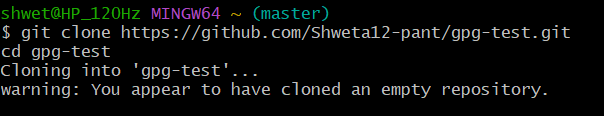 shwet@HP_120Hz MINGW64 ~ (master)
$ git clone https://github.com/Shweta12-pant/gpg-test.git
cd gpg-test
Cloning into 'gpg-test'...
warning: You appear to have cloned an empty repository.